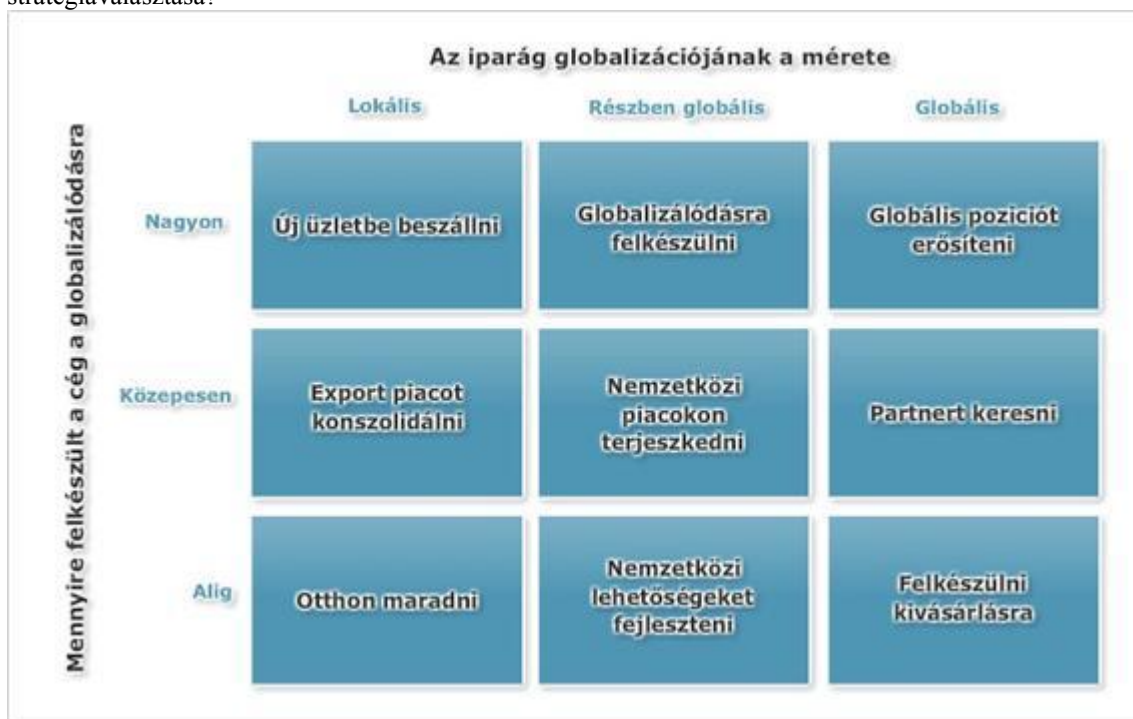 stratégiaválasztása?
Az iparág globalizációjának a mérete
Lokális
Részben globális
Globális
Mennyire felkészült a cég a globalizálódásra
Nagyon
Új üzletbe beszállni
Globalizálódásra
felkészülni
Globális poziciót
erősíteni
Közepesen
Export piacot
konszolidálni
Nemzetközi
piacokon
terjeszkedni
Partnert keresni
Alig
Otthon maradni
Nemzetközi
lehetőségeket
fejleszteni
Felkészülni
kivásárlásra